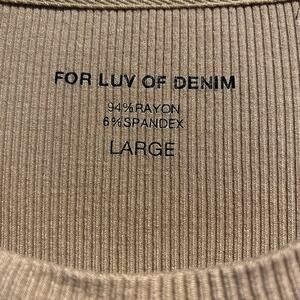 FOR LUV OF DENIM
94%RAYON
6%SPANDEX
LARGE